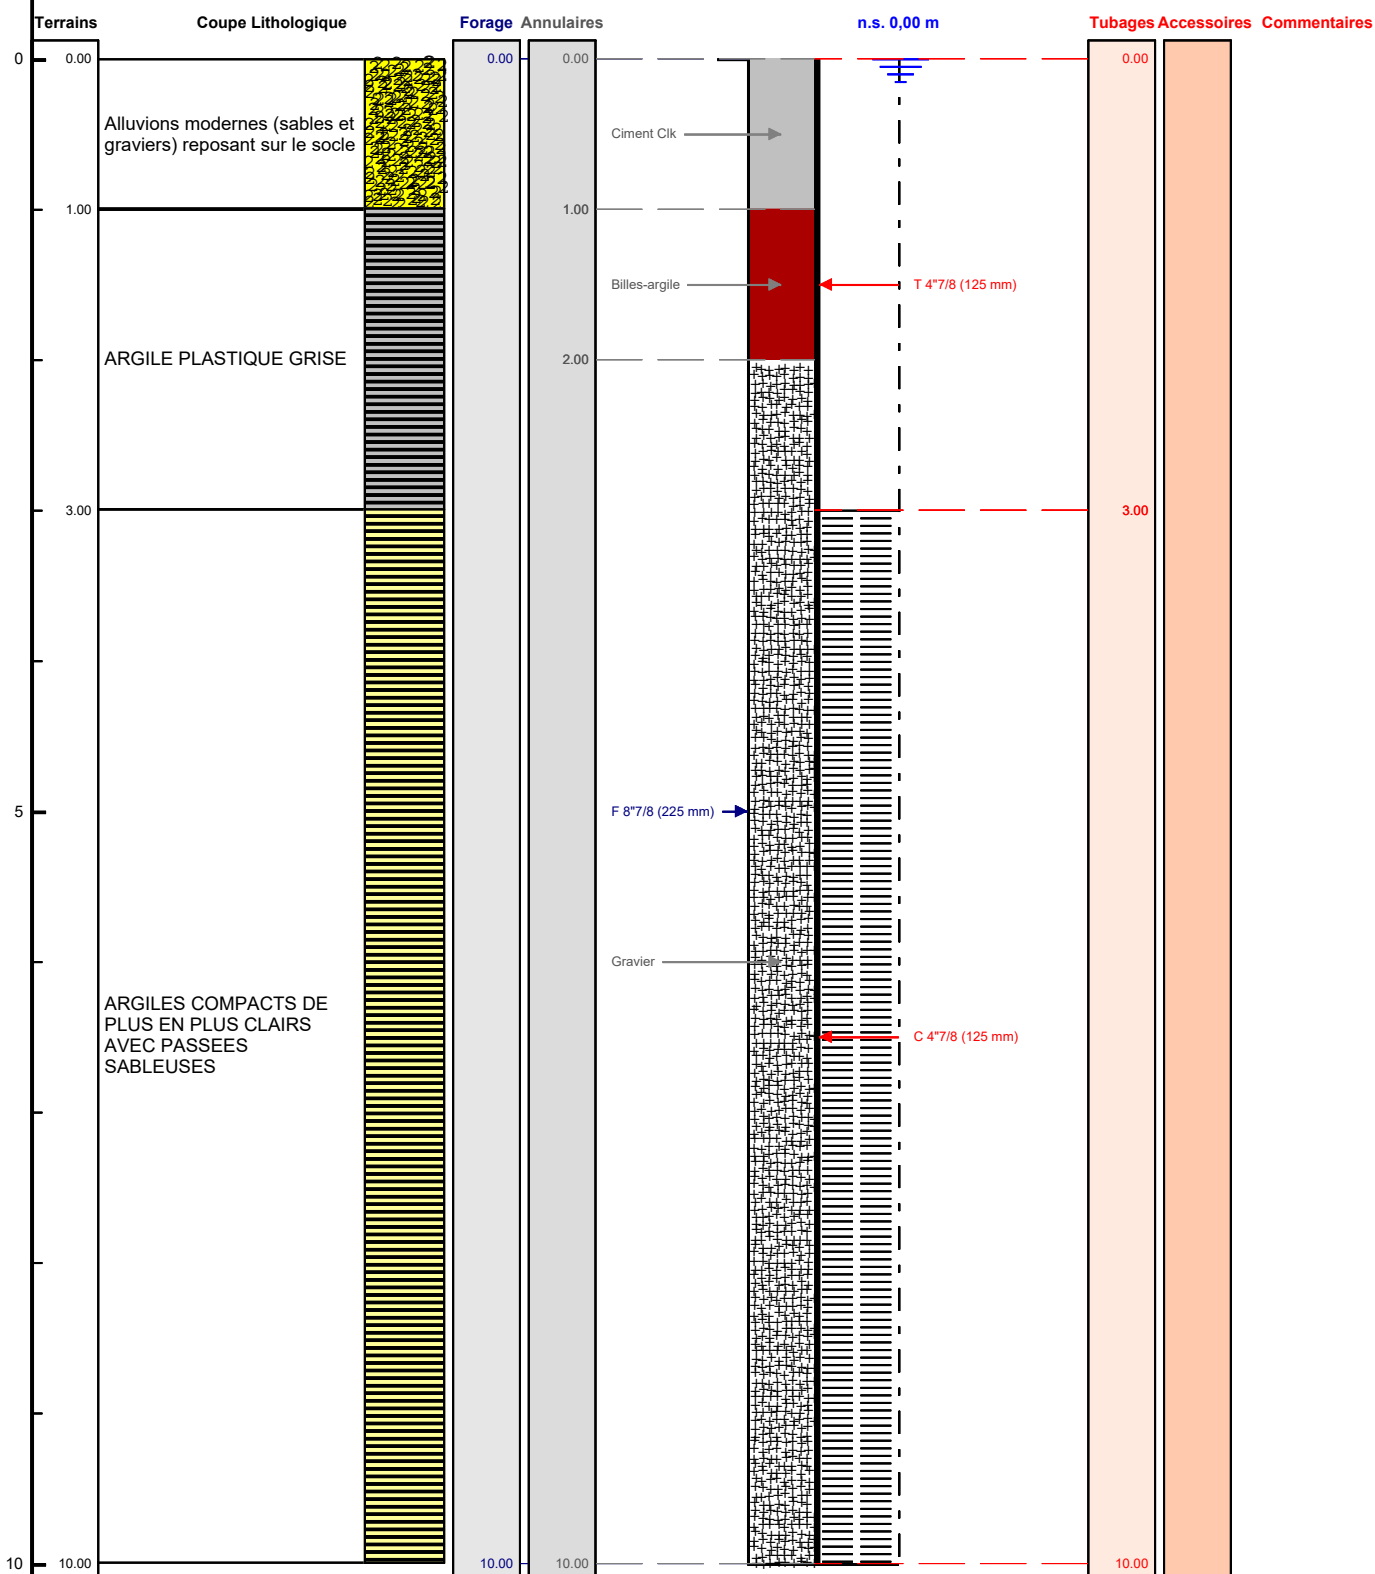 Terrains Coupe Lithologique Forage Annulaires n.s. 0,00 m Tubages Accessoires Commentaires
0 0.00 0.00 0.00 0.00
Alluvions modernes (sables et
graviers) reposant sur le socle
Ciment Clk
1.00 1.00
Billes-argile T 4"7/8 (125 mm)
ARGILE PLASTIQUE GRISE
2.00
3.00 3.00
5 F 8"7/8 (225 mm)
Gravier
ARGILES COMPACTS DE
PLUS EN PLUS CLAIRS
AVEC PASSEES
SABLEUSES
C 4"7/8 (125 mm)
10 10.00 10.00 10.00 10.00